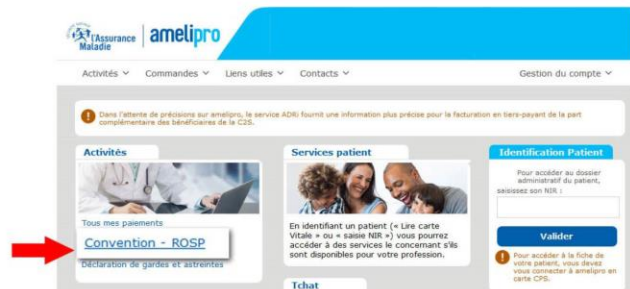 l'Assurance
Maladie
amelipro
Activités
Commandes
Liens utiles
Contacts
Gestion du compte
Dans l'attente de précisions sur amelipro, le service ADRi fournit une information plus précise pour la facturation en tiers-payant de la part
complémentaire des bénéficiaires de la C2S.
Activités
Tous mes paiements
Convention - ROSP
Déclaration de gardes et astreintes
Services patient
En identifiant un patient (« Lire carte
Vitale » ou « saisie NIR ») vous pourrez
accéder à des services le concernant s'ils
sont disponibles pour votre profession.
Tchat
Identification Patient
Pour accéder au dossier
administratif du patient,
saisissez son NIR :
Valider
Pour accéder à la fiche de
votre patient, vous devez
vous connecter à amelipro en
carte CPS.